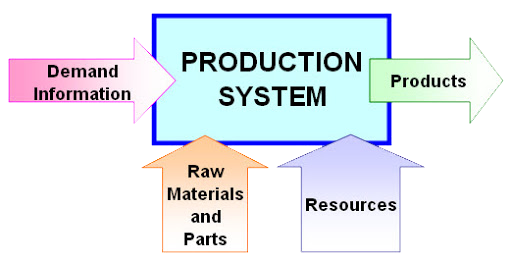 Demand
Information
PRODUCTION
SYSTEM
Products
Raw
Materials
and
Parts
Resources